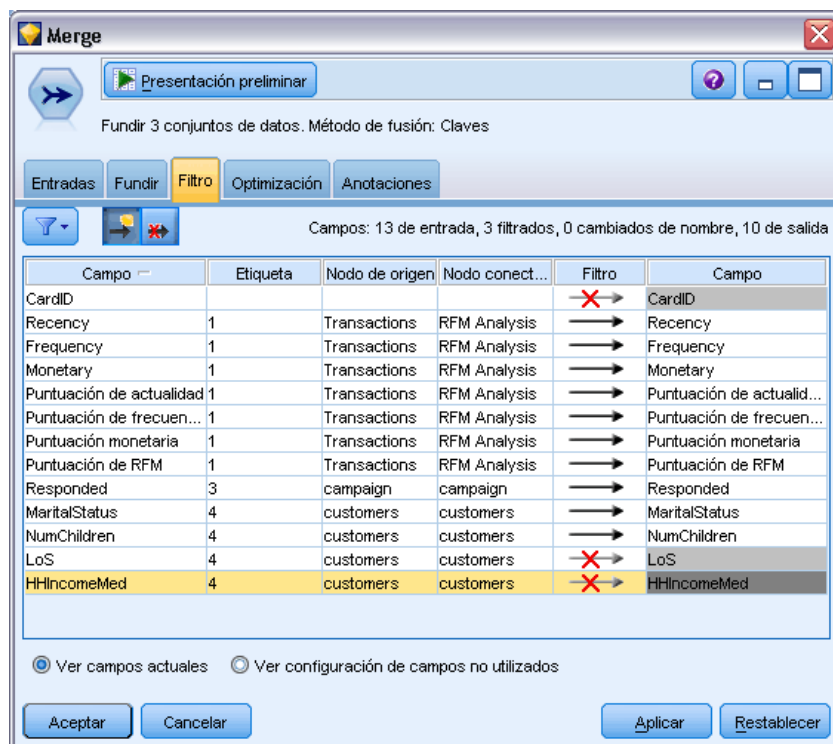 Merge
Presentación preliminar
Fundir 3 conjuntos de datos. Método de fusión: Claves
Entradas Fundir Filtro Optimización Anotaciones
Campos: 13 de entrada, 3 filtrados, 0 cambiados de nombre, 10 de salida
Campo Etiqueta Nodo de origen Nodo conect... Filtro Campo
CardID CardID
Recency 1 Transactions RFM Analysis Recency
Frequency 1 Transactions RFM Analysis Frequency
Monetary 1 Transactions RFM Analysis Monetary
Puntuación de actualidad 1 Transactions RFM Analysis Puntuación de actualid...
Puntuación de frecuen... 1 Transactions RFM Analysis Puntuación de frecuen...
Puntuación monetaria 1 Transactions RFM Analysis Puntuación monetaria
Puntuación de RFM 1 Transactions RFM Analysis Puntuación de RFM
Responded 3 campaign campaign Responded
MaritalStatus 4 customers customers MaritalStatus
NumChildren 4 customers customers NumChildren
LoS 4 customers customers LoS
HHIncomeMed 4 customers customers HHIncomeMed
Ver campos actuales Ver configuración de campos no utilizados
Aceptar Cancelar Aplicar Restablecer